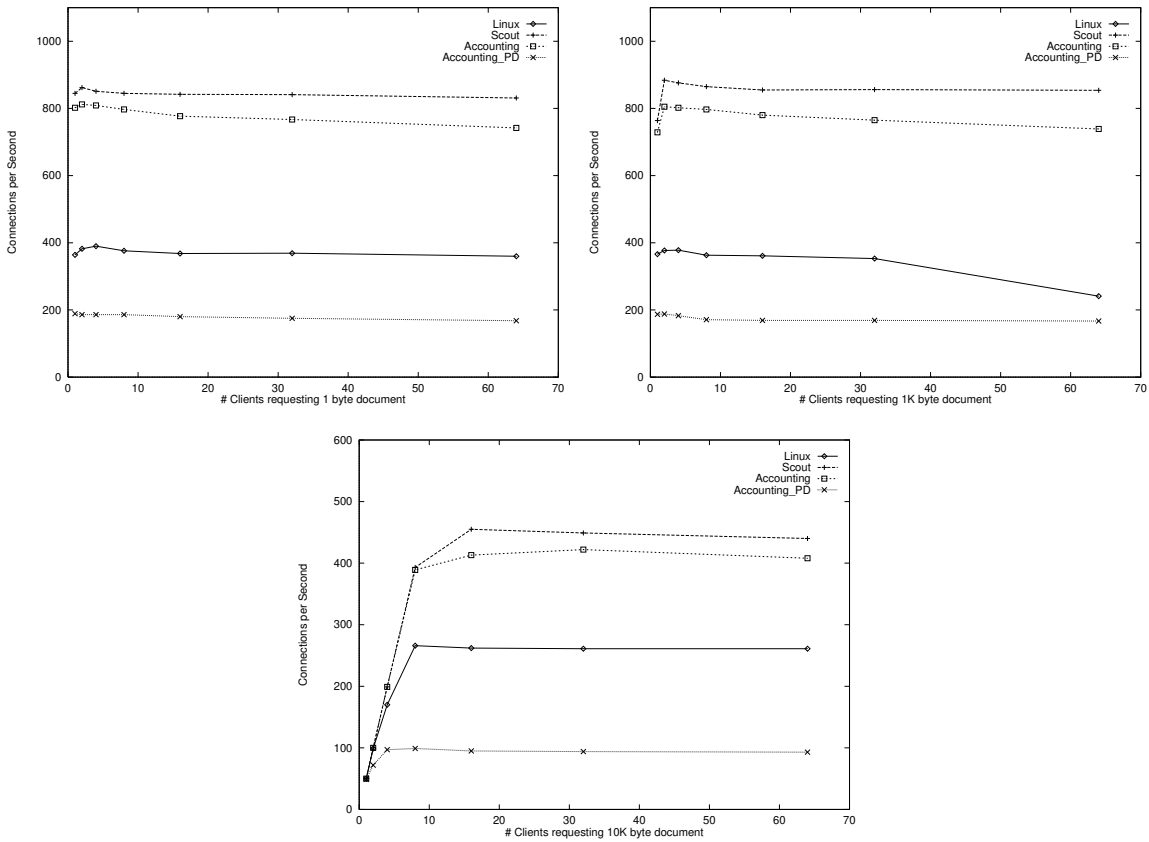 1000
800
600
400
200
0
Connections per Second
0 10 20 30 40 50 60 70
# Clients requesting 1 byte document
Linux
Scout
Accounting
Accounting_PD
1000
800
600
400
200
0
Connections per Second
0 10 20 30 40 50 60 70
# Clients requesting 1K byte document
Linux
Scout
Accounting
Accounting_PD
600
500
400
300
200
100
0
Connections per Second
0 10 20 30 40 50 60 70
# Clients requesting 10K byte document
Linux
Scout
Accounting
Accounting_PD